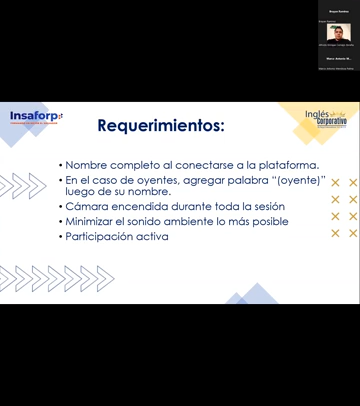 Insaforp
Inglés
Corporativo
Requerimientos:
• Nombre completo al conectarse a la plataforma.
• En el caso de oyentes, agregar palabra “(oyente)”
luego de su nombre.
• Cámara encendida durante toda la sesión
• Minimizar el sonido ambiente lo más posible
• Participación activa